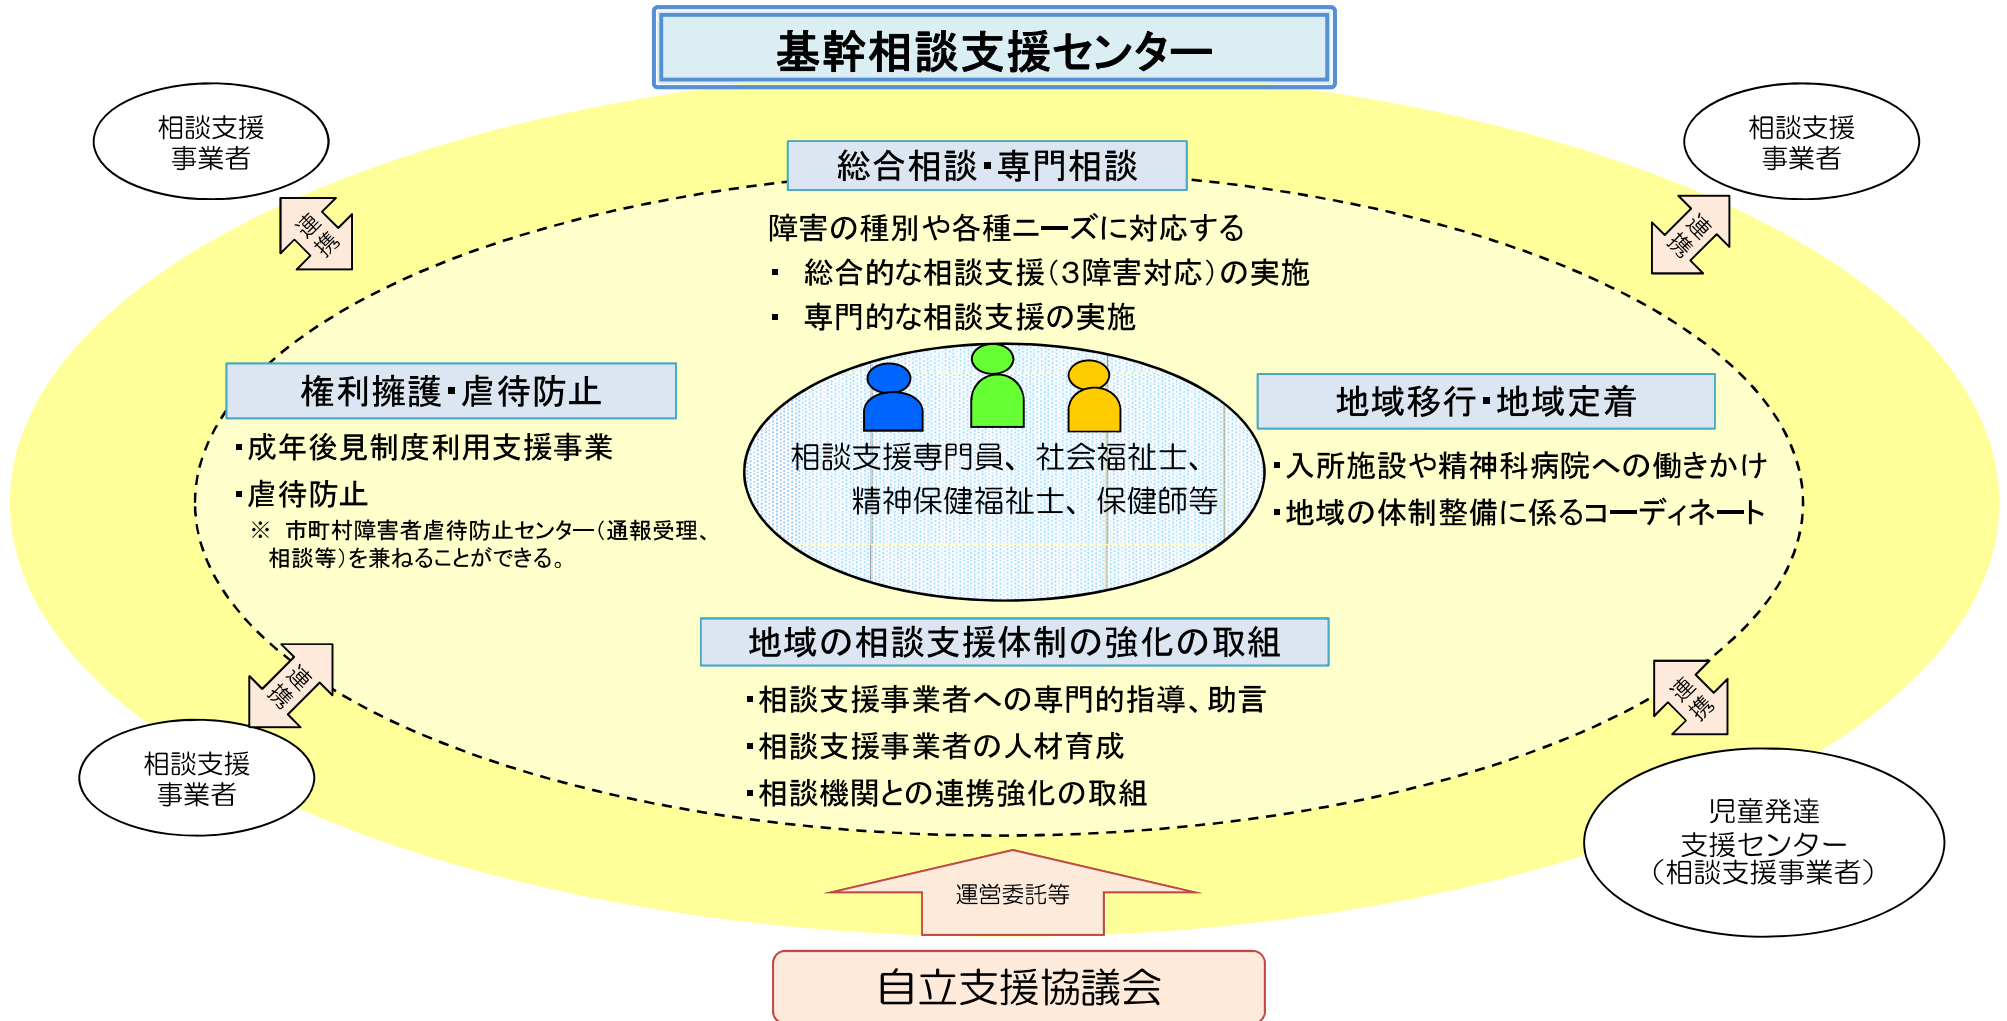 基幹相談支援センター
相談支援
事業者
相談支援
事業者
連携
連携
総合相談・専門相談
障害の種別や各種ニーズに対応する
・ 総合的な相談支援(3障害対応)の実施
・ 専門的な相談支援の実施
権利擁護・虐待防止
・成年後見制度利用支援事業
・虐待防止
※ 市町村障害者虐待防止センター(通報受理、
相談等)を兼ねることができる。
相談支援専門員、社会福祉士、
精神保健福祉士、保健師等
地域移行・地域定着
・入所施設や精神科病院への働きかけ
・地域の体制整備に係るコーディネート
地域の相談支援体制の強化の取組
・相談支援事業者への専門的指導、助言
・相談支援事業者の人材育成
・相談機関との連携強化の取組
連携
連携
相談支援
事業者
児童発達
支援センター
(相談支援事業者)
運営委託等
自立支援協議会